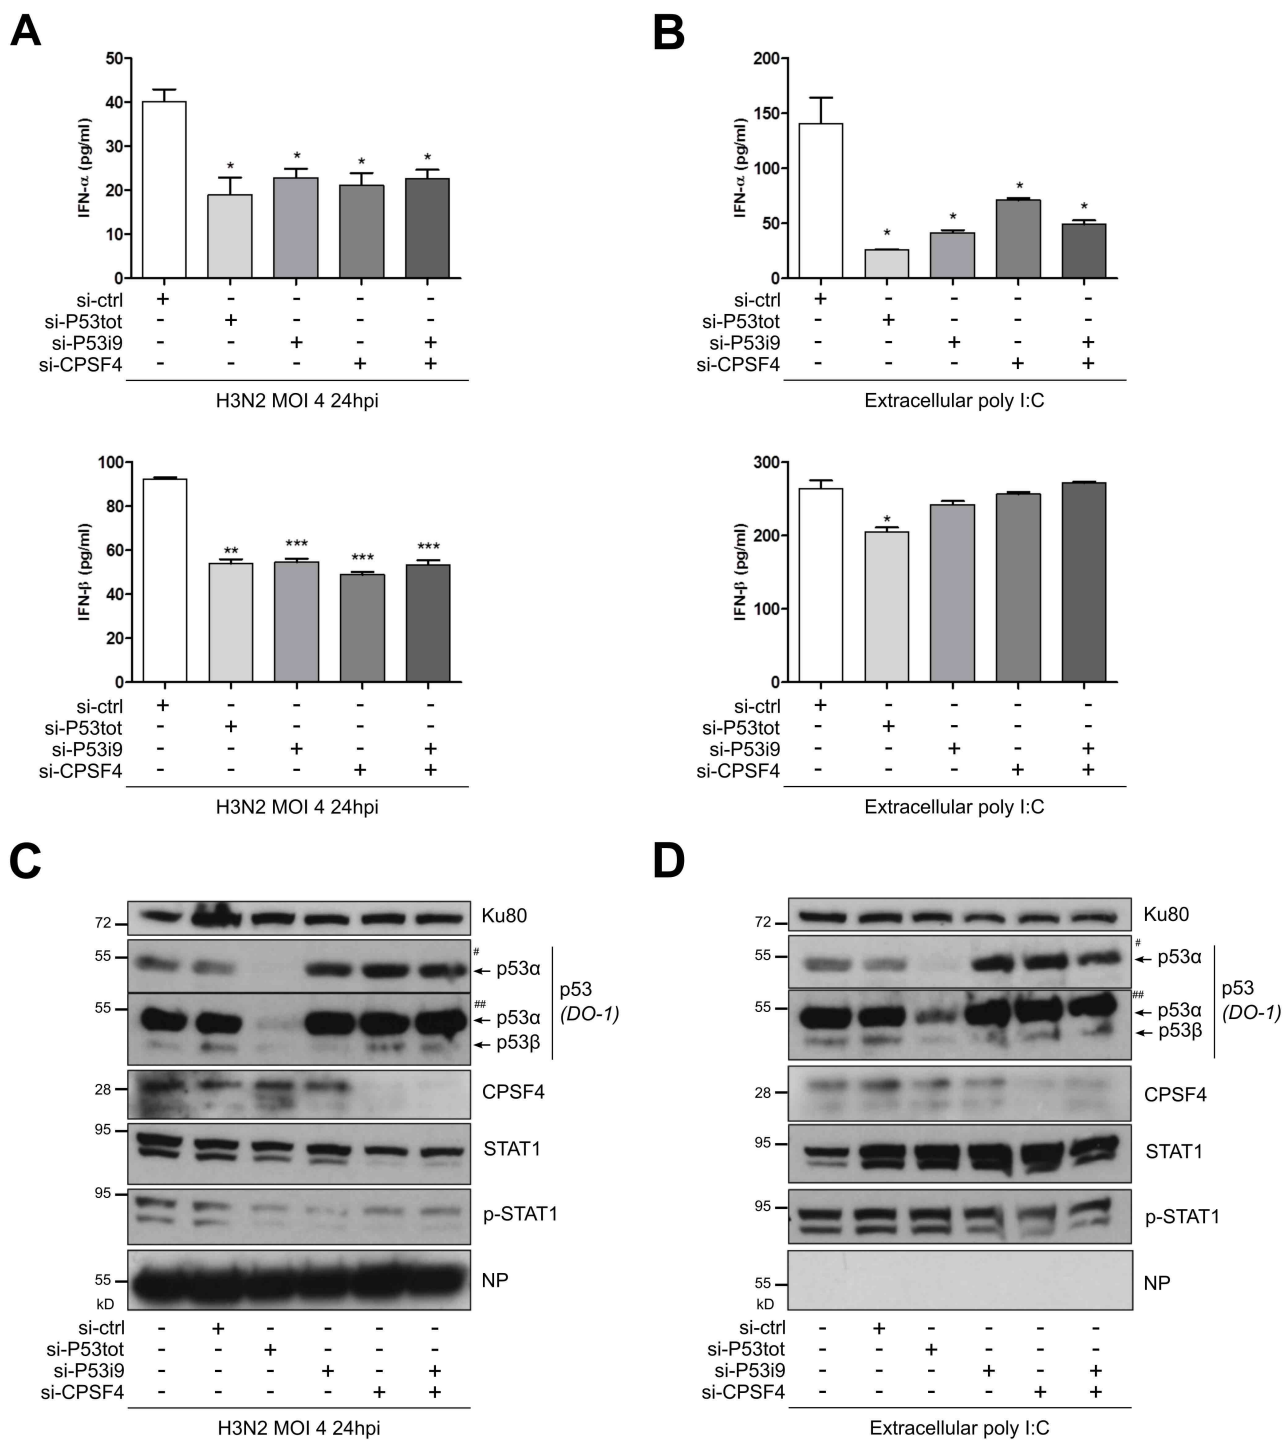 A
50
40
30
20
10
0
IFN-α (pg/ml)
*
*
*
*
si-ctrl + - - - -
si-P53tot - + - - -
si-P53i9 - - + - +
si-CPSF4 - - - + +
H3N2 MOI 4 24hpi
100
80
60
40
20
0
IFN-β (pg/ml)
**
***
***
***
si-ctrl + - - - -
si-P53tot - + - - -
si-P53i9 - - + - +
si-CPSF4 - - - + +
H3N2 MOI 4 24hpi
B
200
150
100
50
0
IFN-α (pg/ml)
*
*
*
*
si-ctrl + - - - -
si-P53tot - + - - -
si-P53i9 - - + - +
si-CPSF4 - - - + +
Extracellular poly I:C
300
200
100
0
IFN-β (pg/ml)
*
si-ctrl + - - - -
si-P53tot - + - - -
si-P53i9 - - + - +
si-CPSF4 - - - + +
Extracellular poly I:C
C
72 Ku80
55 #
p53α
55 ##
p53α
p53β
p53
(DO-1)
28 CPSF4
95 STAT1
95 p-STAT1
55 NP
kD
si-ctrl - + - - - -
si-P53tot - - + - - -
si-P53i9 - - - + - +
si-CPSF4 - - - - + +
H3N2 MOI 4 24hpi
D
72 Ku80
55 #
p53α
55 ##
p53α
p53β
p53
(DO-1)
28 CPSF4
95 STAT1
95 p-STAT1
55 NP
kD
si-ctrl - + - - - -
si-P53tot - - + - - -
si-P53i9 - - - + - +
si-CPSF4 - - - - + +
Extracellular poly I:C